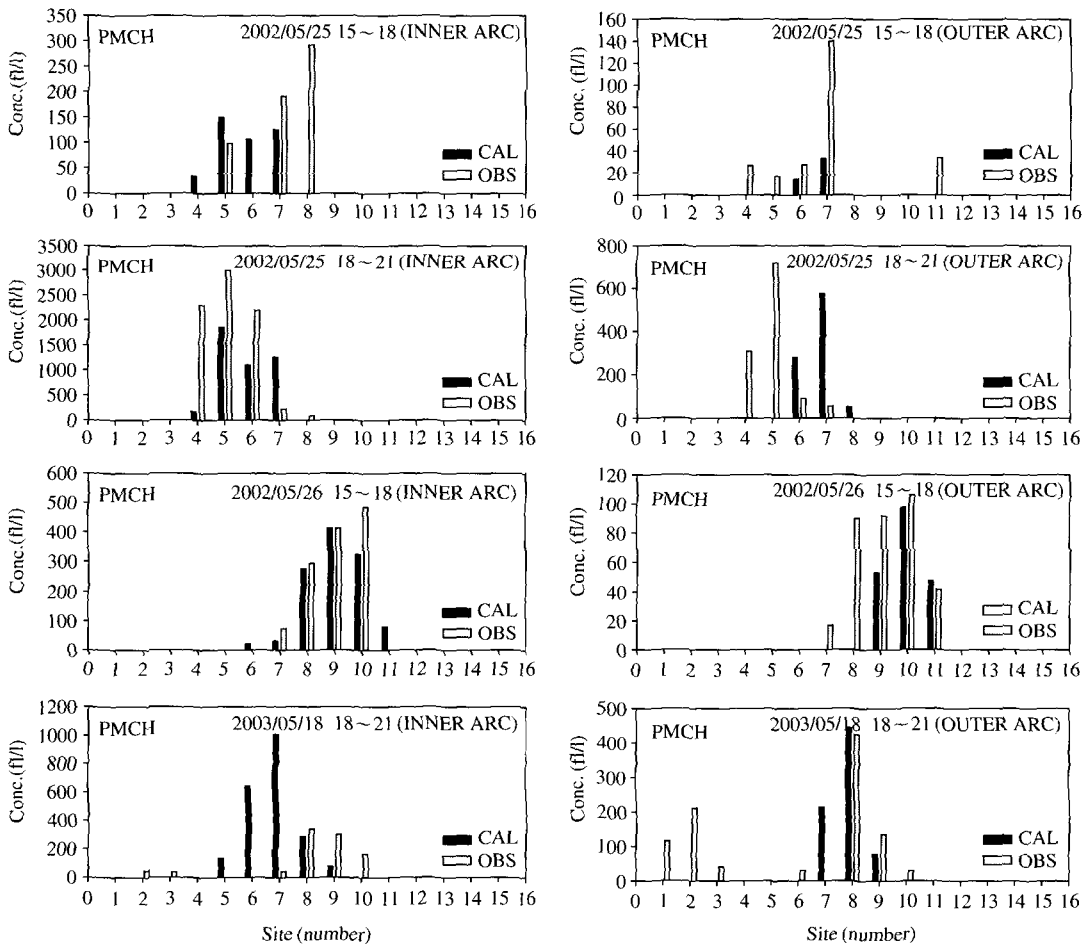 PMCH 2002/05/25 15~18 (INNER ARC)
Conc.(fl/l)
350
300
250
200
150
100
50
0
CAL
OBS
0 1 2 3 4 5 6 7 8 9 10 11 12 13 14 15 16
PMCH 2002/05/25 15~18 (OUTER ARC)
Conc. (fl/l)
160
140
120
100
80
60
40
20
0
CAL
OBS
0 1 2 3 4 5 6 7 8 9 10 11 12 13 14 15 16
PMCH 2002/05/25 18~21 (INNER ARC)
Conc. (fl/l)
3500
3000
2500
2000
1500
1000
500
0
CAL
OBS
0 1 2 3 4 5 6 7 8 9 10 11 12 13 14 15 16
PMCH 2002/05/25 18~21 (OUTER ARC)
Conc. (fl/l)
800
600
400
200
0
CAL
OBS
0 1 2 3 4 5 6 7 8 9 10 11 12 13 14 15 16
PMCH 2002/05/26 15~18 (INNER ARC)
Conc.(fl/l)
600
500
400
300
200
100
0
CAL
OBS
0 1 2 3 4 5 6 7 8 9 10 11 12 13 14 15 16
PMCH 2002/05/26 15~18 (OUTER ARC)
Conc. (fl/l)
120
100
80
60
40
20
0
CAL
OBS
0 1 2 3 4 5 6 7 8 9 10 11 12 13 14 15 16
PMCH 2003/05/18 18~21 (INNER ARC)
Conc.(fl/l)
1200
1000
800
600
400
200
0
CAL
OBS
0 1 2 3 4 5 6 7 8 9 10 11 12 13 14 15 16
Site (number)
PMCH 2003/05/18 18~21 (OUTER ARC)
Conc.(fl/l)
500
400
300
200
100
0
CAL
OBS
0 1 2 3 4 5 6 7 8 9 10 11 12 13 14 15 16
Site (number)